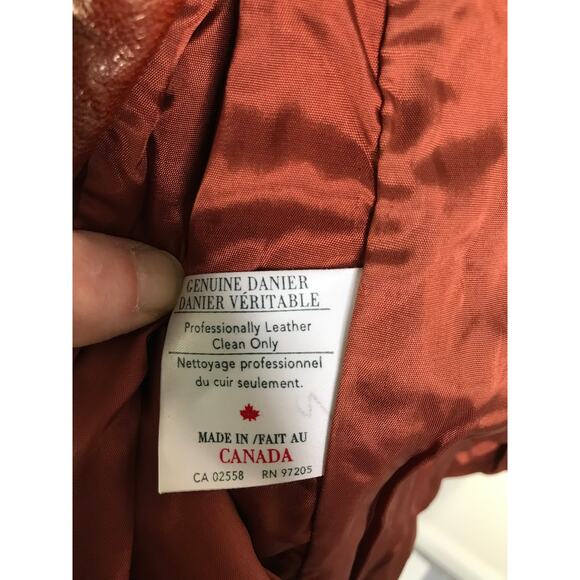 GENUINE DANIER
DANIER VÉRITABLE
Professionally Leather
Clean Only
Nettoyage professionnel
du cuir seulement.
MADE IN /FAIT AU
CANADA
CA 02558 RN 97205